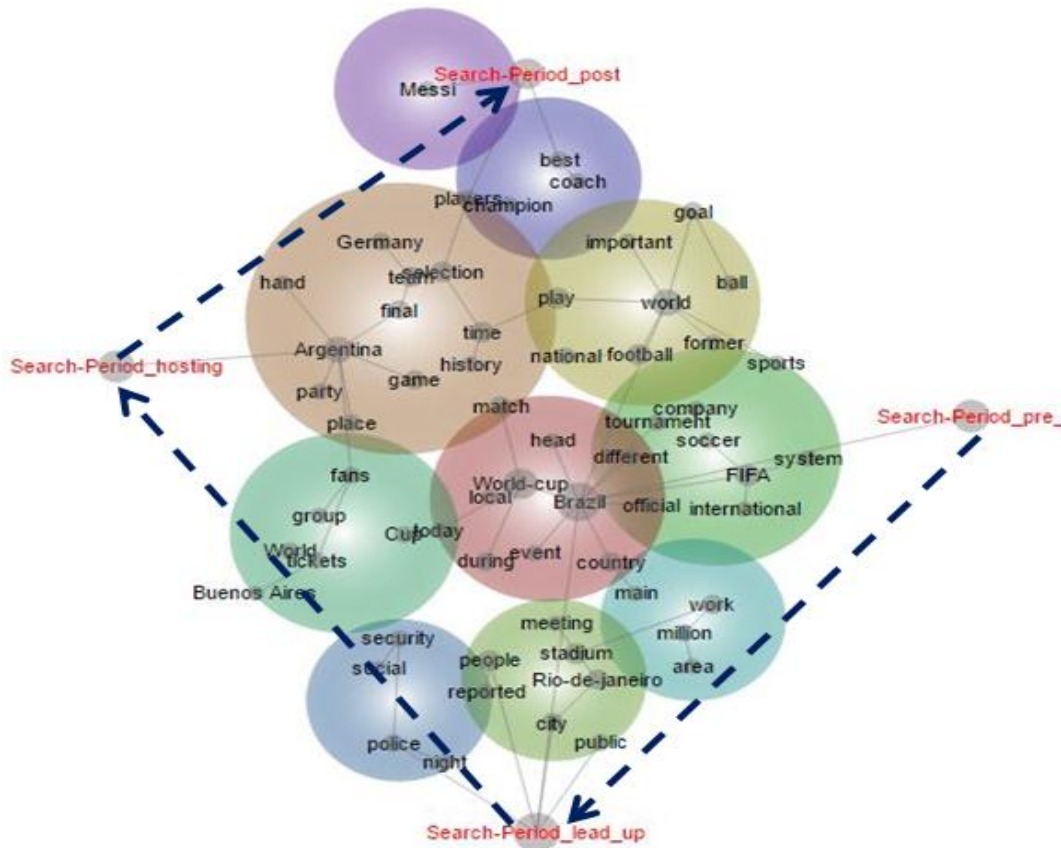 Search-Period_post
Messi
best
coach
players
champion
goal
Germany
important
selection
team
hand
ball
play
world
final
time
Argentina
former
football
national
history
sports
Search-Period_hosting
game
party
match
company
Search-Period_pre_
place
tournament
soccer
head
different
system
fans
FIFA
World-cup
local
Brazil
official
international
group
Cup
today
World
event
tickets
during
country
Buenos Aires
main
work
meeting
security
million
stadium
people
social
area
Rio-de-janeiro
reported
city
police
public
night
Search-Period_lead_up